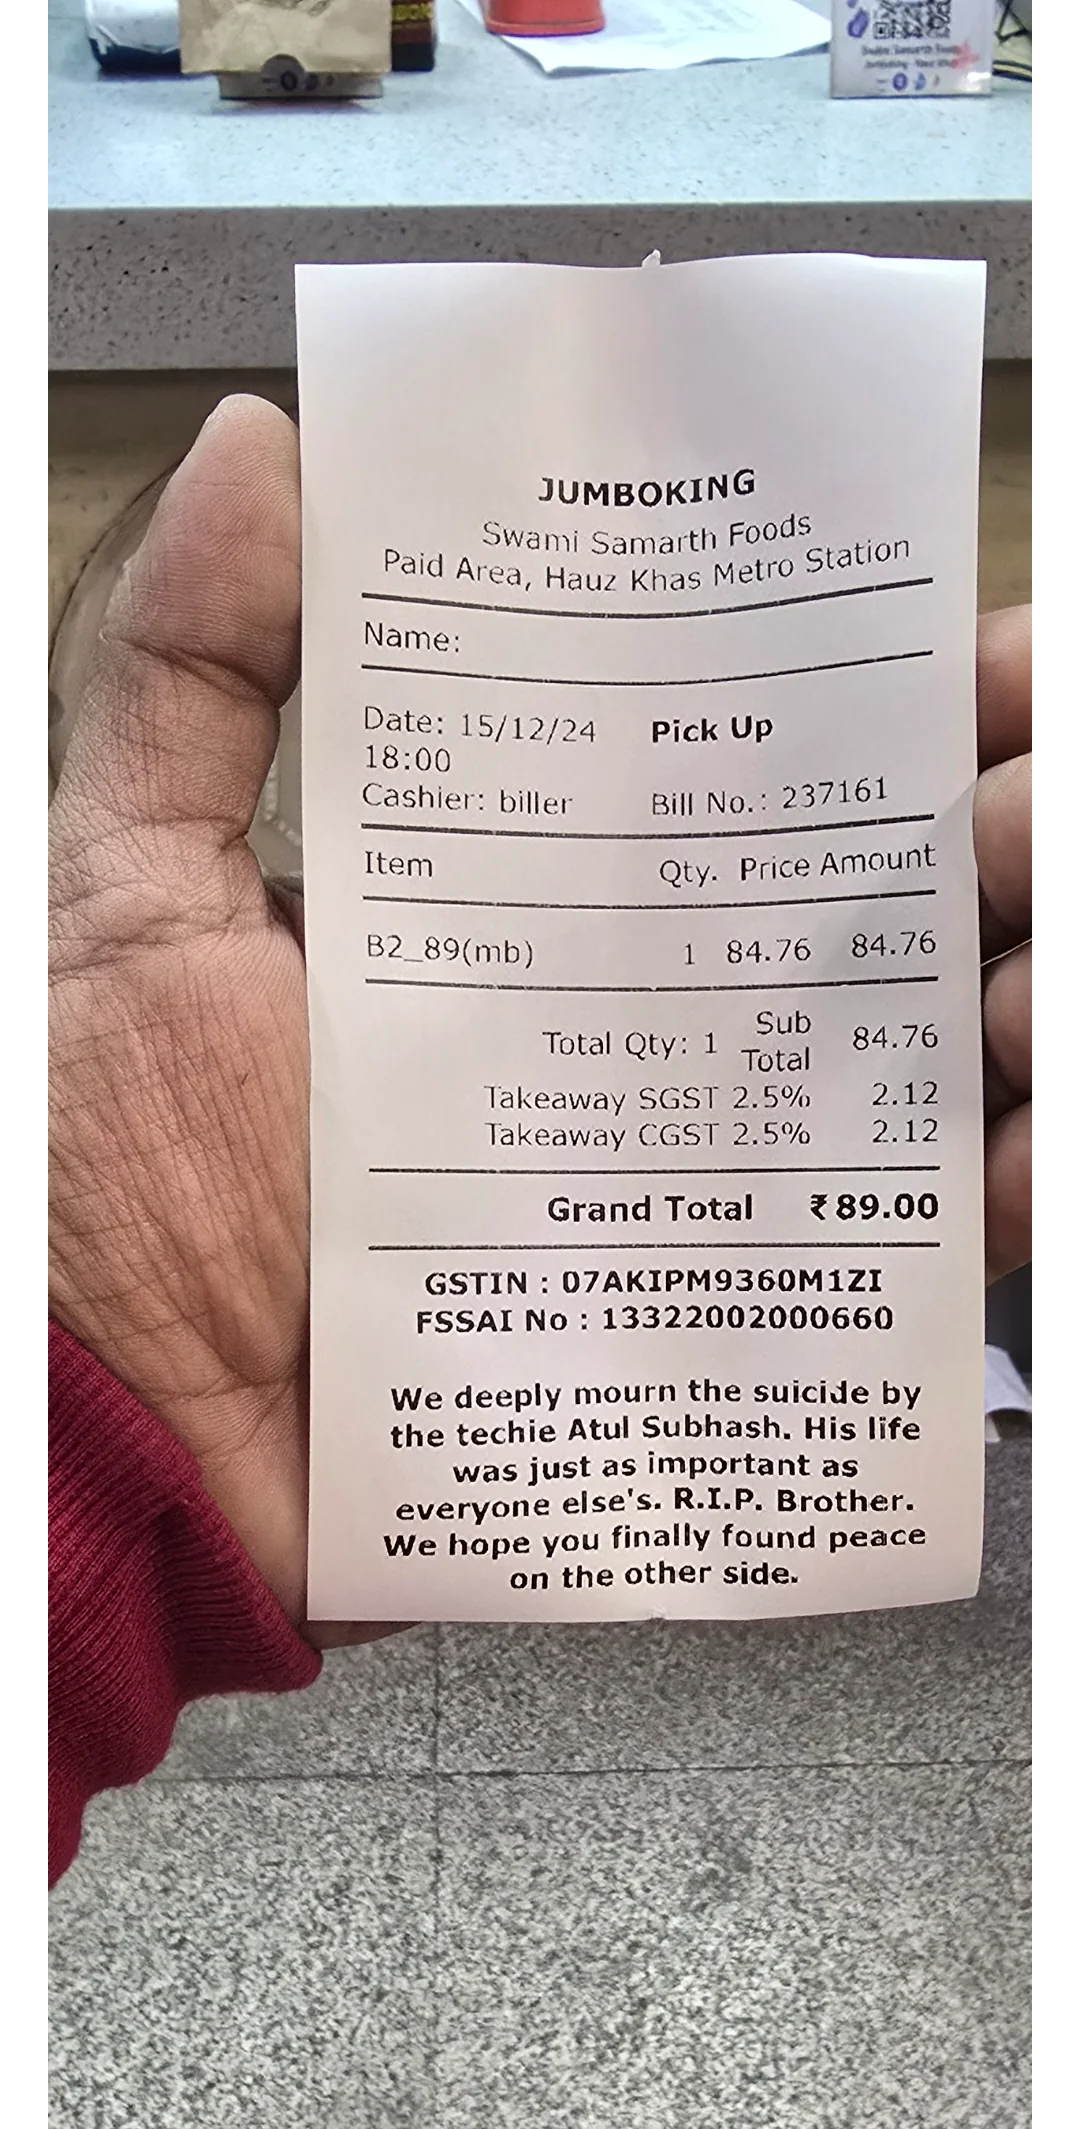 JUMBOKING
Swami Samarth Foods
Paid Area, Hauz Khas Metro Station
Name:
Date: 15/12/24 Pick Up
18:00
Cashier: biller Bill No.: 237161
Item Qty. Price Amount
B2_89(mb) 1 84.76 84.76
Total Qty: 1 Sub Total 84.76
Takeaway SGST 2.5% 2.12
Takeaway CGST 2.5% 2.12
Grand Total ₹89.00
GSTIN : 07AKIPM9360M1ZI
FSSAI No : 13322002000660
We deeply mourn the suicide by
the techie Atul Subhash. His life
was just as important as
everyone else's. R.I.P. Brother.
We hope you finally found peace
on the other side.